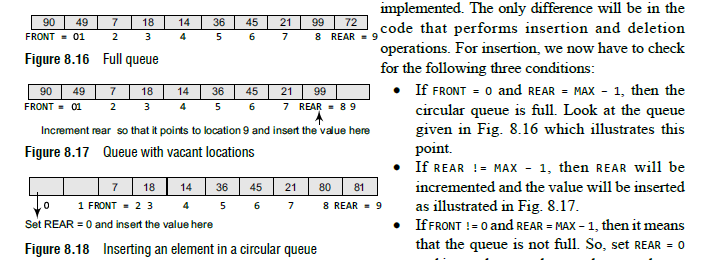 90 49 7 18 14 36 45 21 99 72
FRONT = 01 2 3 4 5 6 7 8 REAR = 9
Figure 8.16 Full queue
90 49 7 18 14 36 45 21 99
FRONT = 01 2 3 4 5 6 7 REAR = 8 9
Increment rear so that it points to location 9 and insert the value here
Figure 8.17 Queue with vacant locations
7 18 14 36 45 21 80 81
0 1 FRONT = 2 3 4 5 6 7 8 REAR = 9
Set REAR = 0 and insert the value here
Figure 8.18 Inserting an element in a circular queue
implemented. The only difference will be in the
code that performs insertion and deletion
operations. For insertion, we now have to check
for the following three conditions:
• If FRONT = 0 and REAR = MAX – 1, then the
circular queue is full. Look at the queue
given in Fig. 8.16 which illustrates this
point.
• If REAR != MAX – 1, then REAR will be
incremented and the value will be inserted
as illustrated in Fig. 8.17.
• If FRONT != 0 and REAR = MAX – 1, then it means
that the queue is not full. So, set REAR = 0